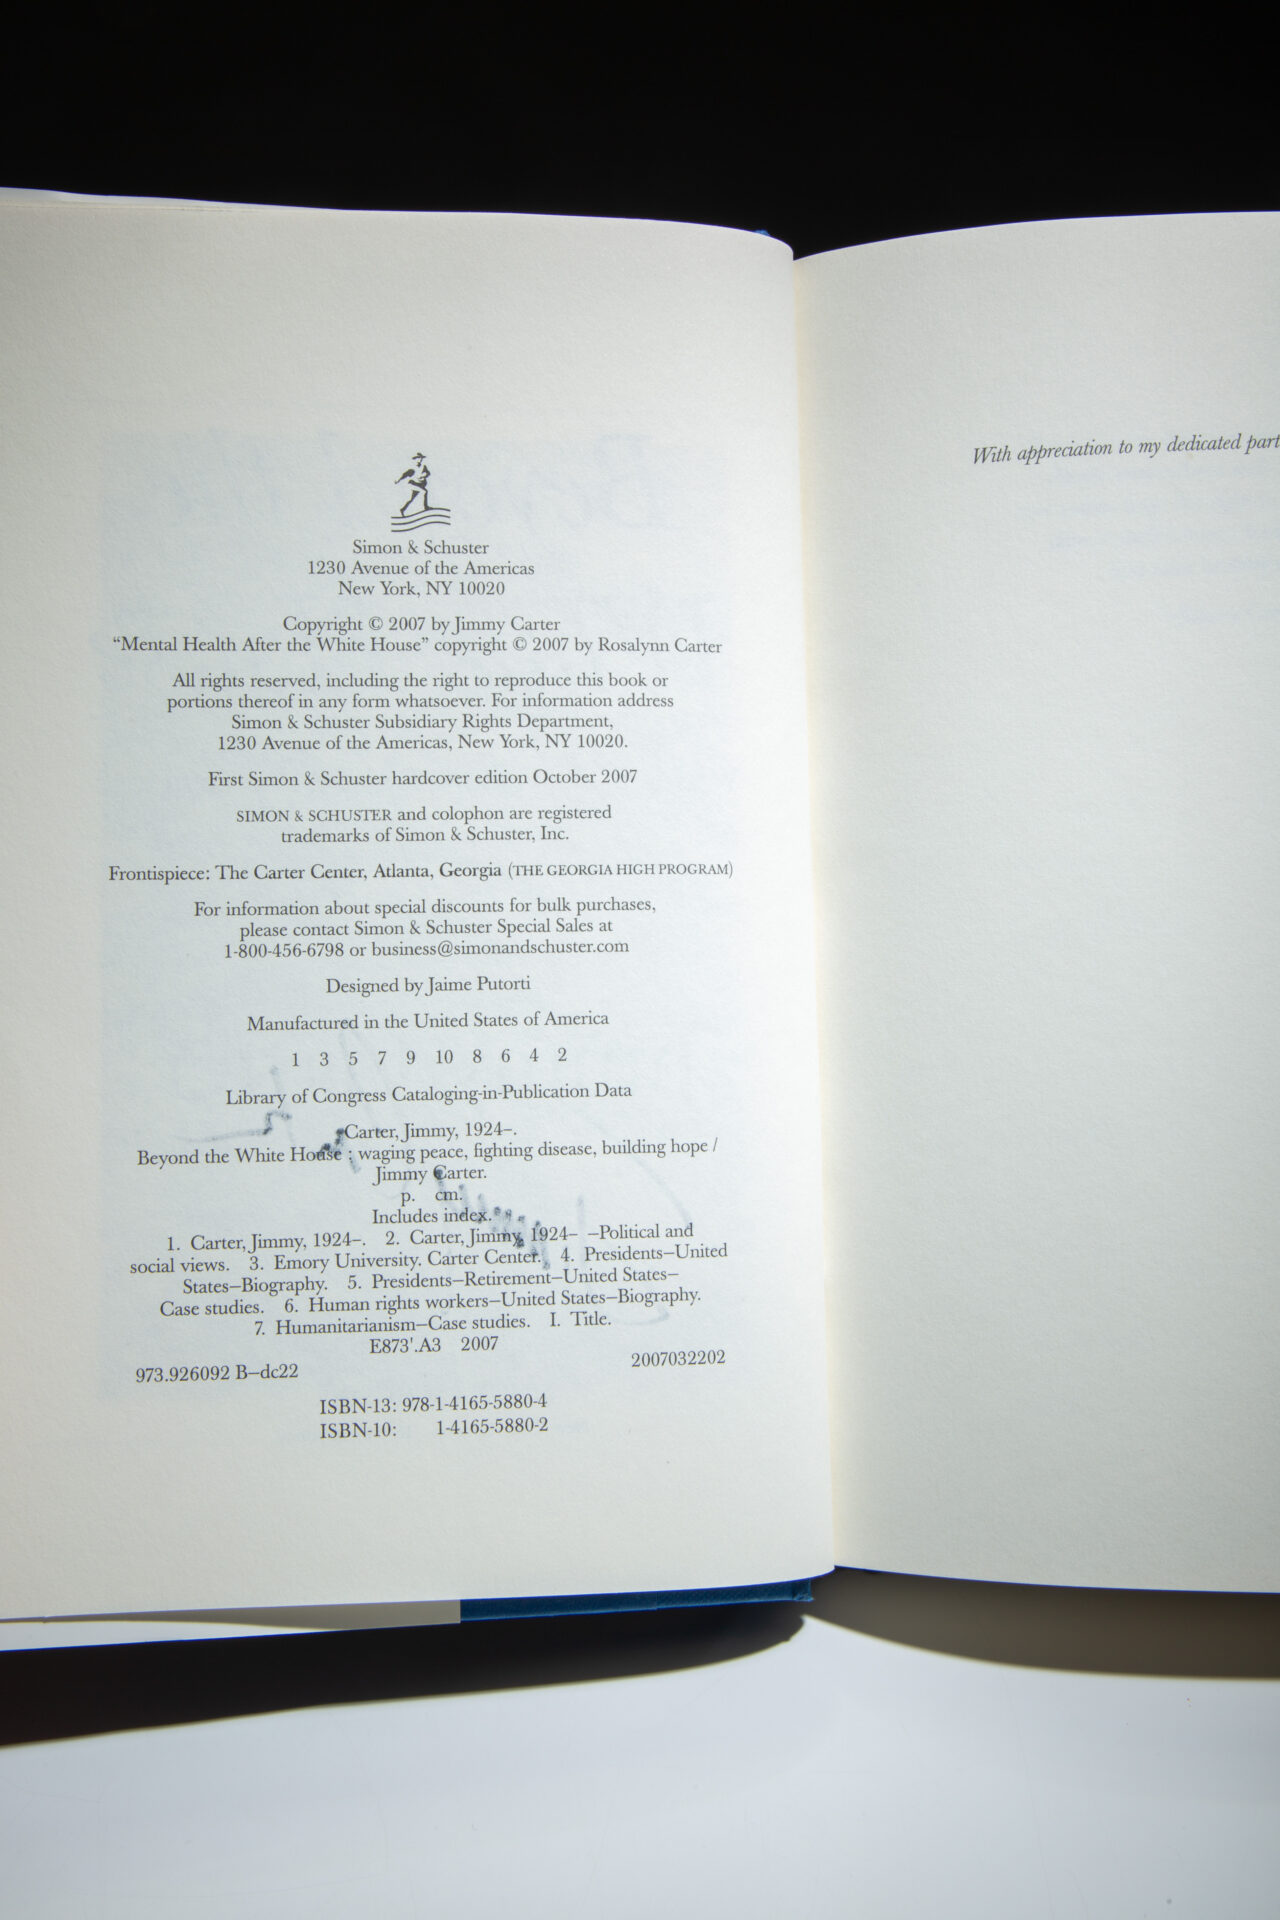 Simon & Schuster
1230 Avenue of the Americas
New York, NY 10020
Copyright © 2007 by Jimmy Carter
“Mental Health After the White House” copyright © 2007 by Rosalynn Carter
All rights reserved, including the right to reproduce this book or
portions thereof in any form whatsoever. For information address
Simon & Schuster Subsidiary Rights Department,
1230 Avenue of the Americas, New York, NY 10020.
First Simon & Schuster hardcover edition October 2007
SIMON & SCHUSTER and colophon are registered
trademarks of Simon & Schuster, Inc.
Frontispiece: The Carter Center, Atlanta, Georgia (THE GEORGIA HIGH PROGRAM)
For information about special discounts for bulk purchases,
please contact Simon & Schuster Special Sales at
1-800-456-6798 or business@simonandschuster.com
Designed by Jaime Putorti
Manufactured in the United States of America
1 3 5 7 9 10 8 6 4 2
Library of Congress Cataloging-in-Publication Data
Carter, Jimmy, 1924–.
Beyond the White House : waging peace, fighting disease, building hope /
Jimmy Carter.
p. cm.
Includes index.
1. Carter, Jimmy, 1924–. 2. Carter, Jimmy, 1924– –Political and
social views. 3. Emory University. Carter Center. 4. Presidents–United
States–Biography. 5. Presidents–Retirement–United States–
Case studies. 6. Human rights workers–United States–Biography.
7. Humanitarianism–Case studies. I. Title.
E873'.A3 2007
973.926092 B–dc22 2007032202
ISBN-13: 978-1-4165-5880-4
ISBN-10: 1-4165-5880-2
With appreciation to my dedicated part